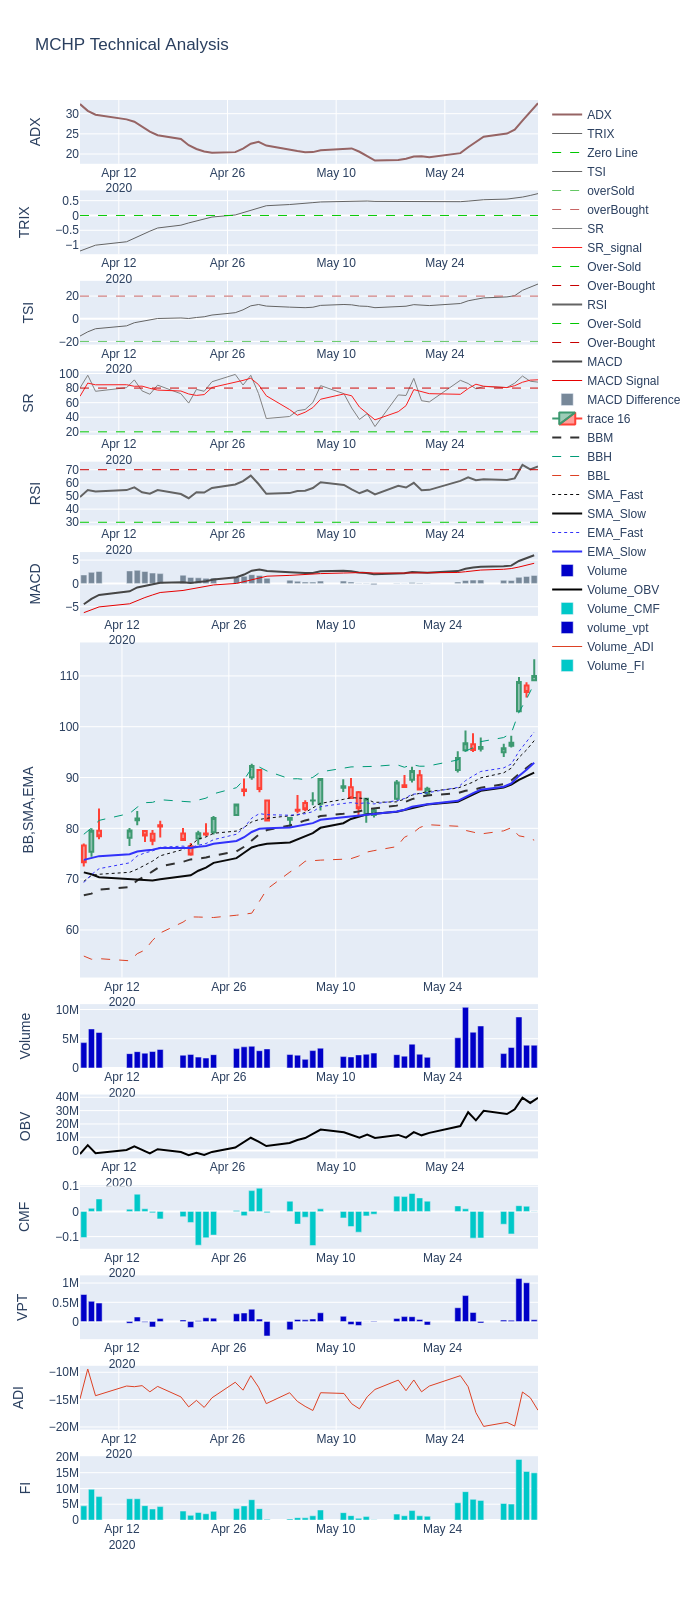 MCHP Technical Analysis
ADX
30
25
20
Apr 12
2020
Apr 26
May 10
May 24
TRIX
0.5
0
−0.5
−1
Apr 12
2020
Apr 26
May 10
May 24
TSI
20
0
−20
Apr 12
2020
Apr 26
May 10
May 24
SR
100
80
60
40
20
Apr 12
2020
Apr 26
May 10
May 24
RSI
70
60
50
40
30
Apr 12
2020
Apr 26
May 10
May 24
MACD
5
0
−5
Apr 12
2020
Apr 26
May 10
May 24
BB,SMA,EMA
110
100
90
80
70
60
Apr 12
2020
Apr 26
May 10
May 24
Volume
10M
5M
0
Apr 12
2020
Apr 26
May 10
May 24
OBV
40M
30M
20M
10M
0
Apr 12
2020
Apr 26
May 10
May 24
CMF
0.1
0
−0.1
Apr 12
2020
Apr 26
May 10
May 24
VPT
1M
0.5M
0
Apr 12
2020
Apr 26
May 10
May 24
ADI
−10M
−15M
−20M
Apr 12
2020
Apr 26
May 10
May 24
FI
20M
15M
10M
5M
0
Apr 12
2020
Apr 26
May 10
May 24
ADX
TRIX
Zero Line
TSI
overSold
overBought
SR
SR_signal
Over-Sold
Over-Bought
RSI
Over-Sold
Over-Bought
MACD
MACD Signal
MACD Difference
trace 16
BBM
BBH
BBL
SMA_Fast
SMA_Slow
EMA_Fast
EMA_Slow
Volume
Volume_OBV
Volume_CMF
volume_vpt
Volume_ADI
Volume_FI